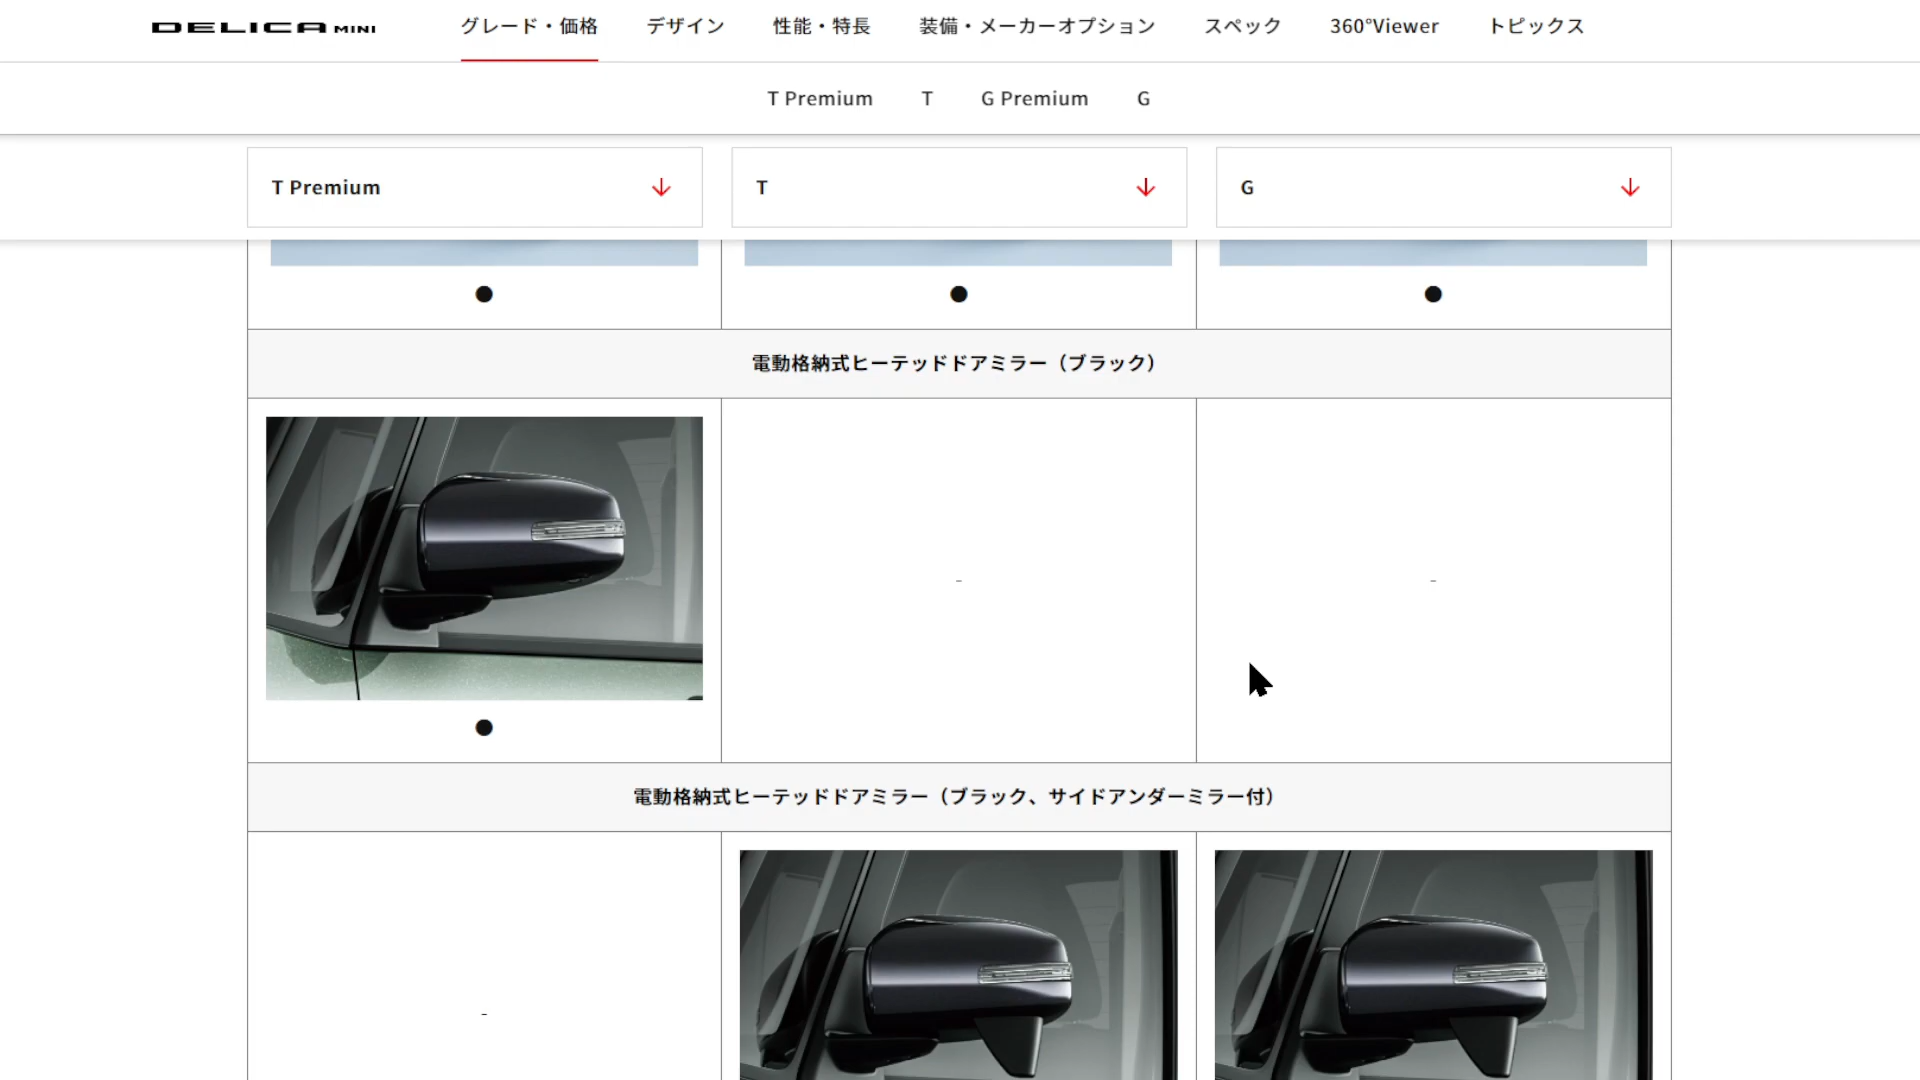 DELICA MINI
グレード・価格
デザイン
性能・特長
装備・メーカーオプション
スペック
360°Viewer
トピックス
T Premium
T
G Premium
G
T Premium
T
G
●
●
●
電動格納式ヒーテッドドアミラー（ブラック）
-
-
●
電動格納式ヒーテッドドアミラー（ブラック、サイドアンダーミラー付）
-